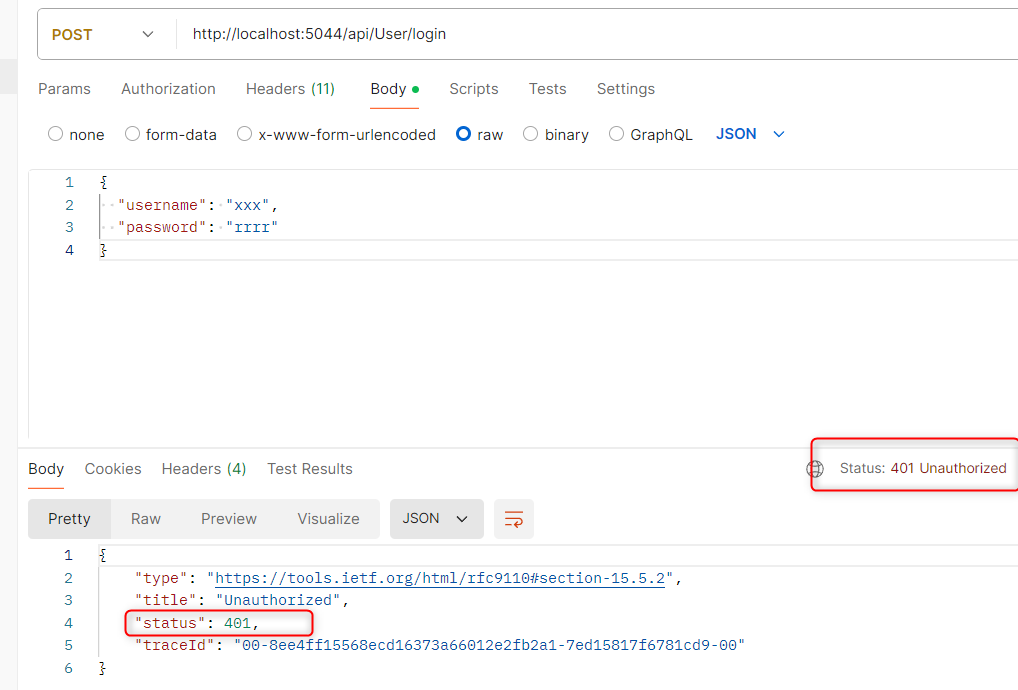 POST http://localhost:5044/api/User/login
Params Authorization Headers (11) Body Scripts Tests Settings
none form-data x-www-form-urlencoded raw binary GraphQL JSON
1 {
2 "username": "xxx",
3 "password": "rrrr"
4 }
Body Cookies Headers (4) Test Results Status: 401 Unauthorized
Pretty Raw Preview Visualize JSON
1 {
2 "type": "https://tools.ietf.org/html/rfc9110#section-15.5.2",
3 "title": "Unauthorized",
4 "status": 401,
5 "traceId": "00-8ee4ff15568ecd16373a66012e2fb2a1-7ed15817f6781cd9-00"
6 }